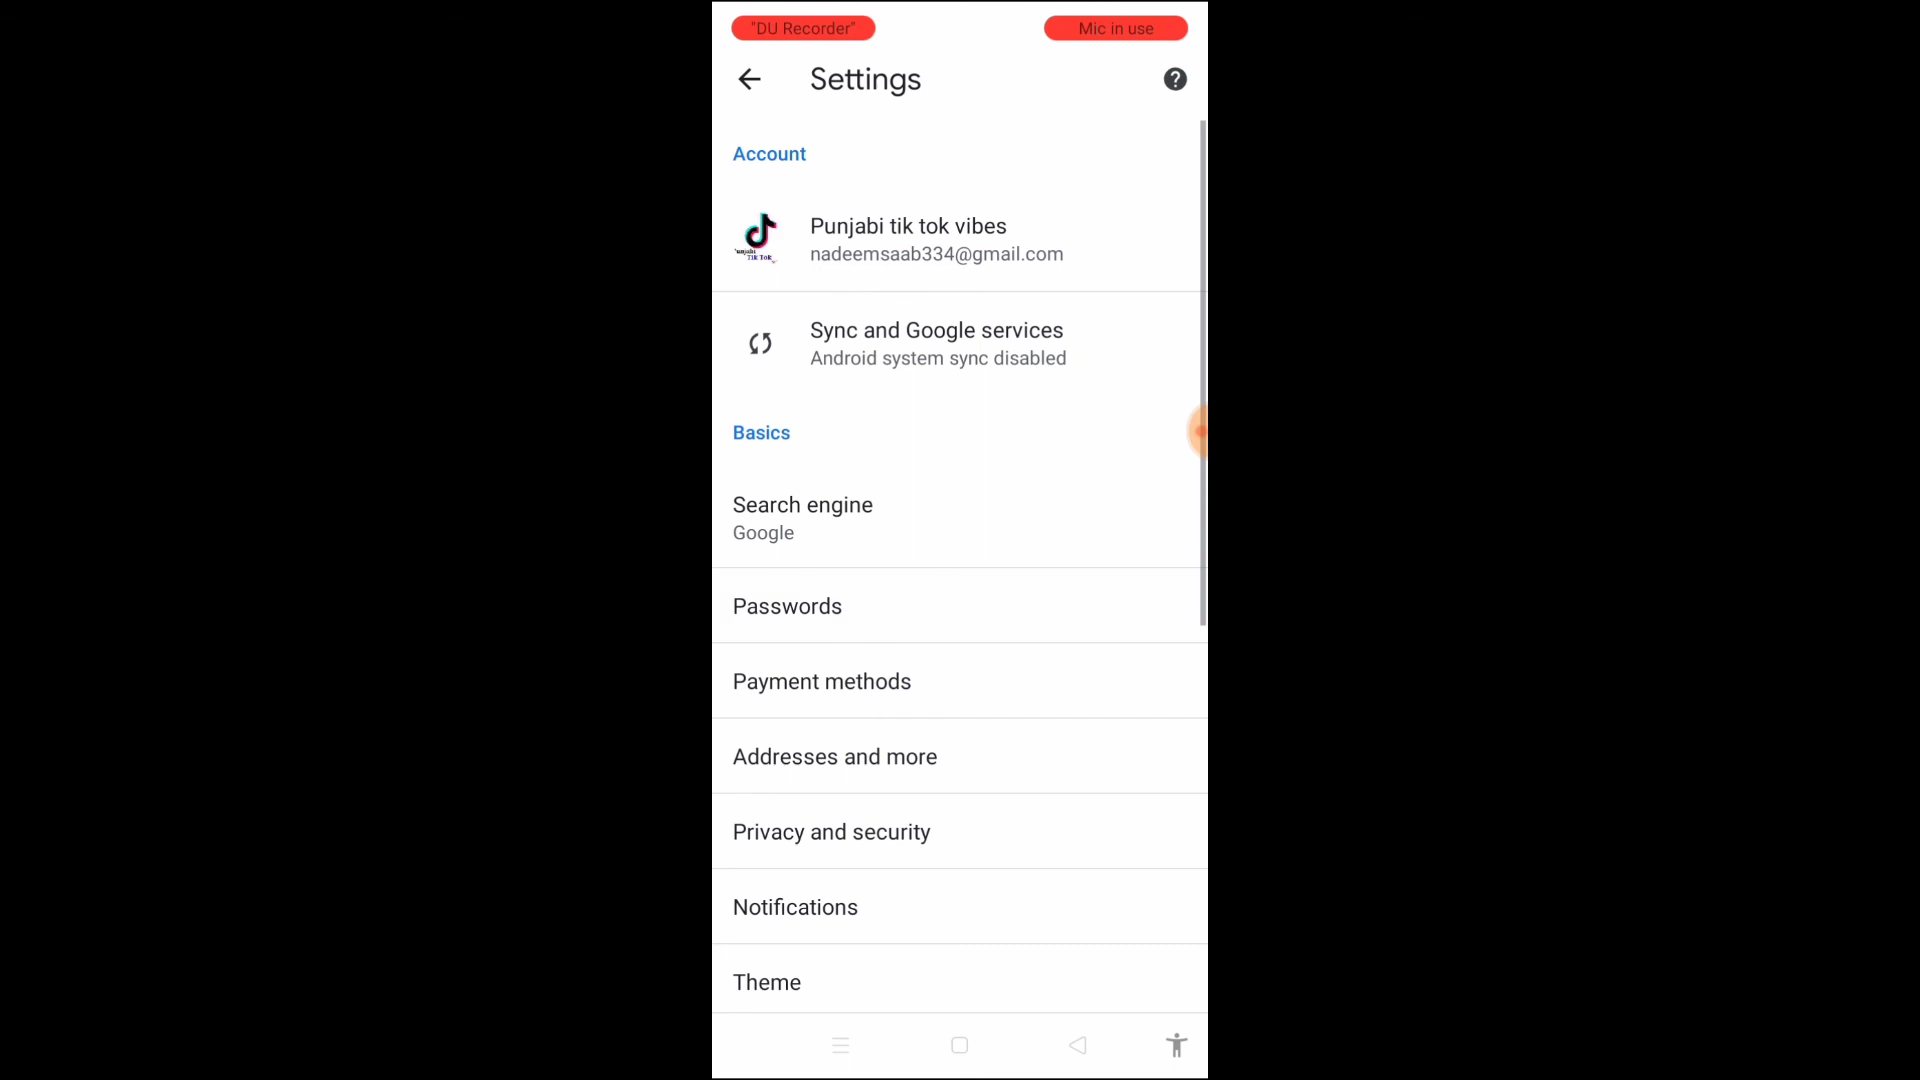 "DU Recorder"
Mic in use
Settings
Account
Punjabi tik tok vibes
nadeemsaab334@gmail.com
Sync and Google services
Android system sync disabled
Basics
Search engine
Google
Passwords
Payment methods
Addresses and more
Privacy and security
Notifications
Theme